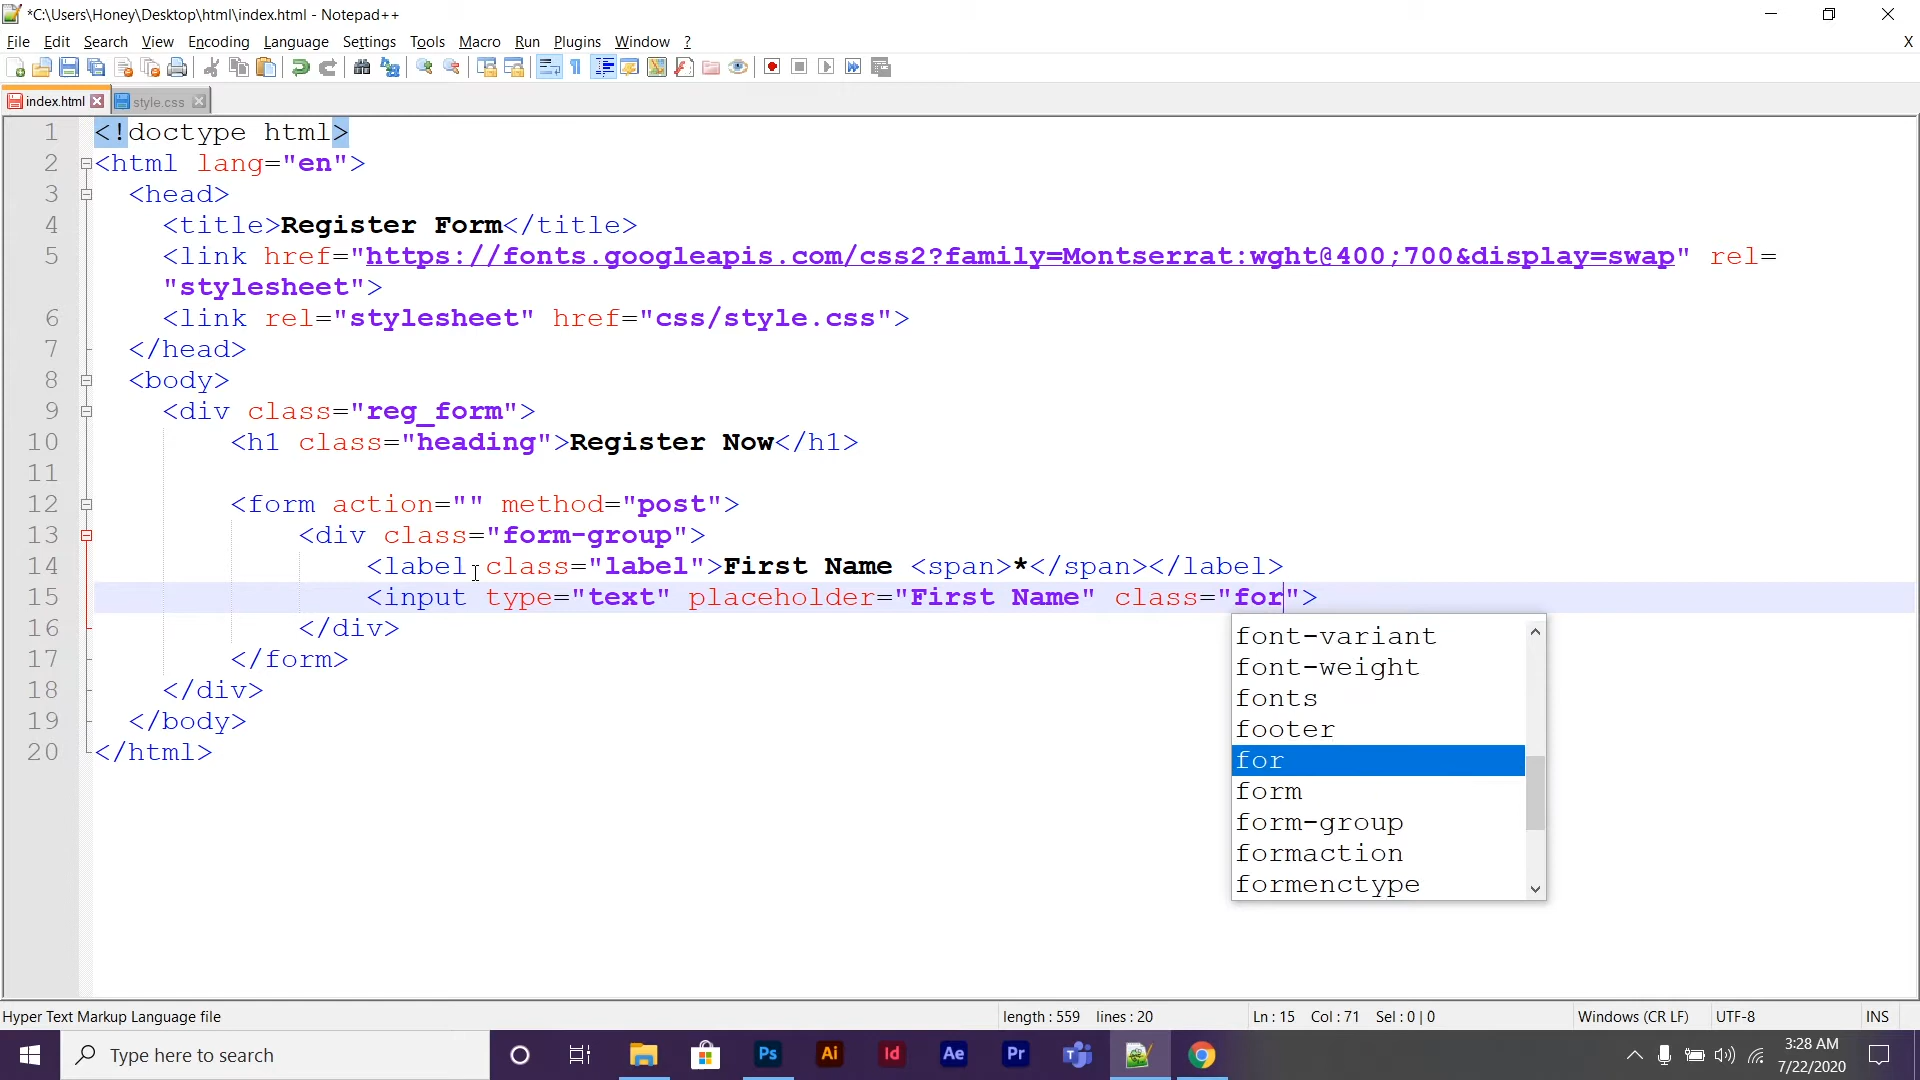 *C:\Users\Honey\Desktop\html\index.html - Notepad++
File Edit Search View Encoding Language Settings Tools Macro Run Plugins Window ? X
index.html style.css
1 <!doctype html>
2 <html lang="en">
3 <head>
4 <title>Register Form</title>
5 <link href="https://fonts.googleapis.com/css2?family=Montserrat:wght@400;700&display=swap" rel=
"stylesheet">
6 <link rel="stylesheet" href="css/style.css">
7 </head>
8 <body>
9 <div class="reg_form">
10 <h1 class="heading">Register Now</h1>
11
12 <form action="" method="post">
13 <div class="form-group">
14 <label class="label">First Name <span>*</span></label>
15 <input type="text" placeholder="First Name" class="for">
16 </div>
17 </form>
18 </div>
19 </body>
20 </html>
font-variant
font-weight
fonts
footer
for
form
form-group
formaction
formenctype
Hyper Text Markup Language file length : 559 lines : 20 Ln : 15 Col : 71 Sel : 0 | 0 Windows (CR LF) UTF-8 INS
Type here to search
Ps Ai Id Ae Pr
3:28 AM
7/22/2020